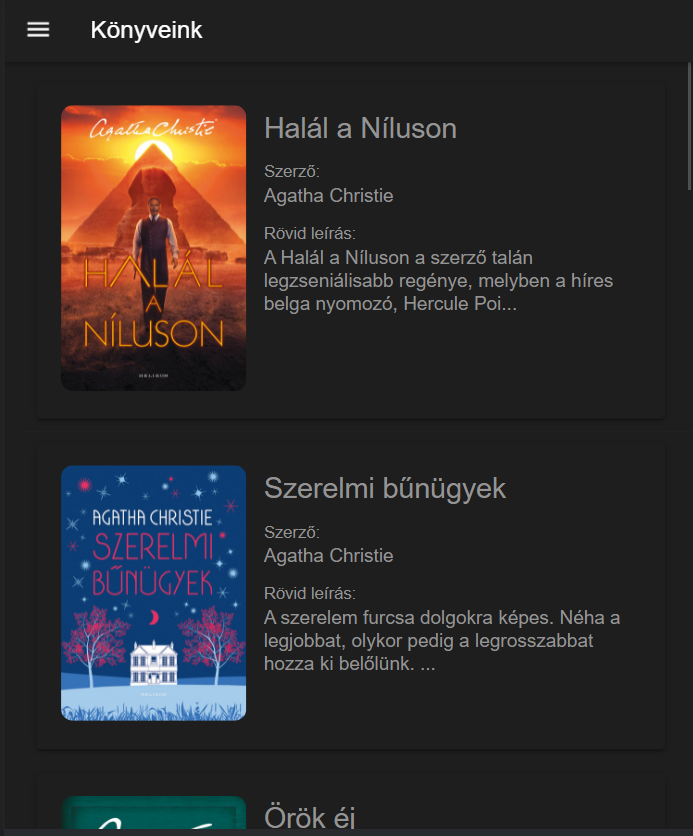 Könyveink
Agatha Christie
HALÁL
A
NÍLUSON
HELIKON
Halál a Níluson
Szerző:
Agatha Christie
Rövid leírás:
A Halál a Níluson a szerző talán
legzseniálisabb regénye, melyben a híres
belga nyomozó, Hercule Poi...
AGATHA CHRISTIE
SZERELMI
BŰNÜGYEK
HELIKON
Szerelmi bűnügyek
Szerző:
Agatha Christie
Rövid leírás:
A szerelem furcsa dolgokra képes. Néha a
legjobbat, olykor pedig a legrosszabbat
hozza ki belőlünk. ...
Örök éj